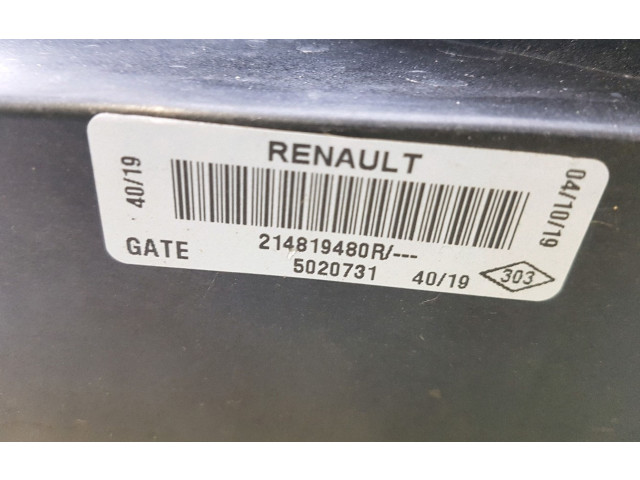 RENAULT
40/19
04/10/19
GATE
214819480R/---
5020731
40/19
303